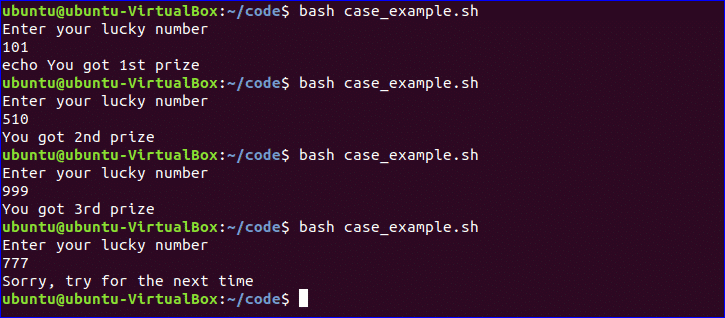 ubuntu@ubuntu-VirtualBox:~/code$ bash case_example.sh
Enter your lucky number
101
echo You got 1st prize
ubuntu@ubuntu-VirtualBox:~/code$ bash case_example.sh
Enter your lucky number
510
You got 2nd prize
ubuntu@ubuntu-VirtualBox:~/code$ bash case_example.sh
Enter your lucky number
999
You got 3rd prize
ubuntu@ubuntu-VirtualBox:~/code$ bash case_example.sh
Enter your lucky number
777
Sorry, try for the next time
ubuntu@ubuntu-VirtualBox:~/code$